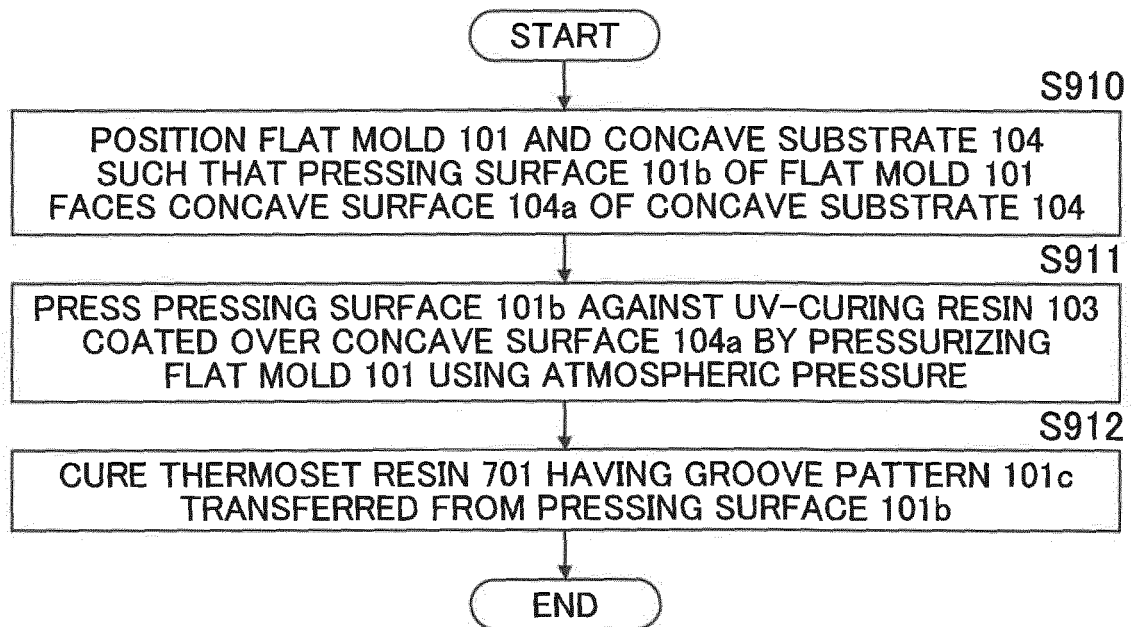 START
S910
POSITION FLAT MOLD 101 AND CONCAVE SUBSTRATE 104
SUCH THAT PRESSING SURFACE 101b OF FLAT MOLD 101
FACES CONCAVE SURFACE 104a OF CONCAVE SUBSTRATE 104
S911
PRESS PRESSING SURFACE 101b AGAINST UV-CURING RESIN 103
COATED OVER CONCAVE SURFACE 104a BY PRESSURIZING
FLAT MOLD 101 USING ATMOSPHERIC PRESSURE
S912
CURE THERMOSET RESIN 701 HAVING GROOVE PATTERN 101c
TRANSFERRED FROM PRESSING SURFACE 101b
END